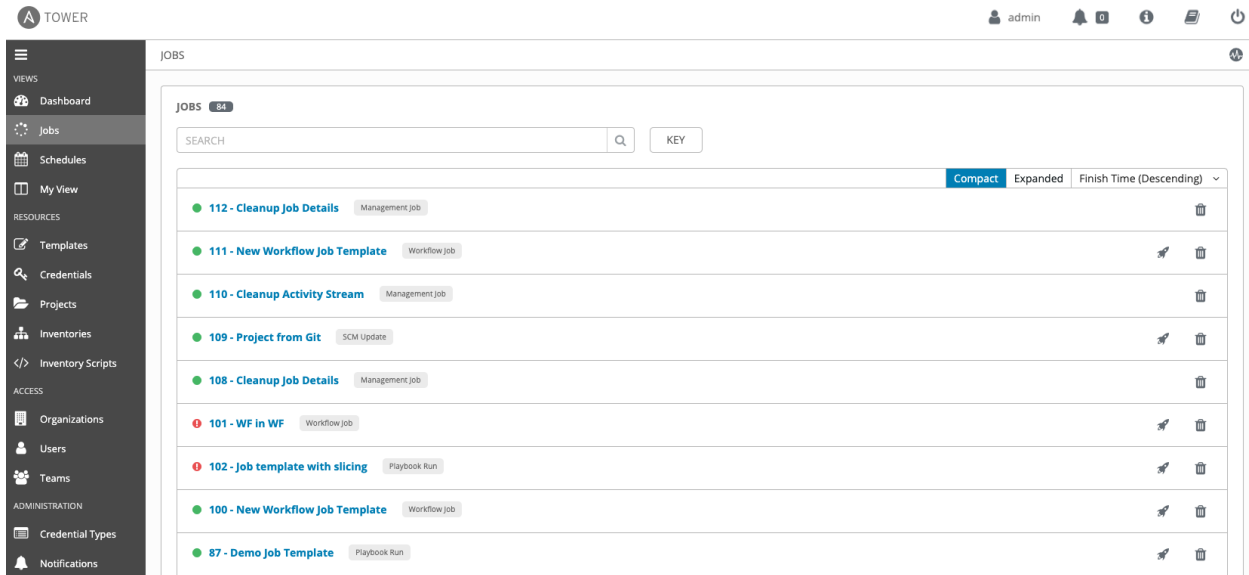 A TOWER
admin
0
JOBS
VIEWS
Dashboard
Jobs
Schedules
My View
RESOURCES
Templates
Credentials
Projects
Inventories
Inventory Scripts
ACCESS
Organizations
Users
Teams
ADMINISTRATION
Credential Types
Notifications
JOBS 84
SEARCH
KEY
Compact Expanded Finish Time (Descending)
112 - Cleanup Job Details Management Job
111 - New Workflow Job Template Workflow Job
110 - Cleanup Activity Stream Management Job
109 - Project from Git SCM Update
108 - Cleanup Job Details Management Job
101 - WF in WF Workflow Job
102 - Job template with slicing Playbook Run
100 - New Workflow Job Template Workflow Job
87 - Demo Job Template Playbook Run